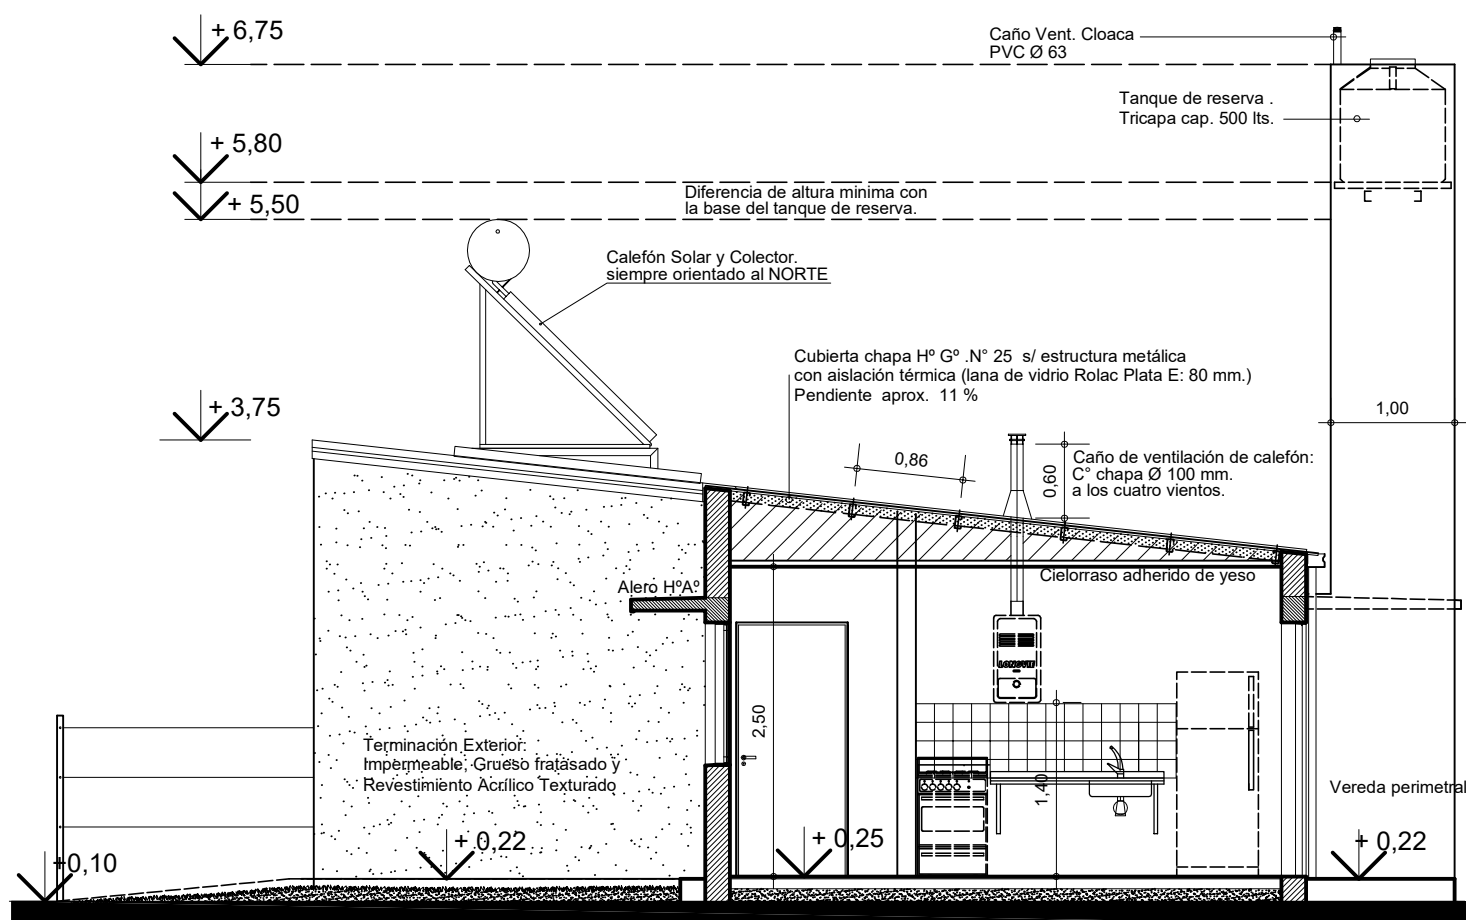 + 6,75
Caño Vent. Cloaca
PVC Ø 63
Tanque de reserva .
Tricapa cap. 500 lts.
+ 5,80
Diferencia de altura minima con
la base del tanque de reserva.
+ 5,50
Calefón Solar y Colector.
siempre orientado al NORTE
Cubierta chapa Hº Gº .N° 25 s/ estructura metálica
con aislación térmica (lana de vidrio Rolac Plata E: 80 mm.)
Pendiente aprox. 11 %
+ 3,75
1,00
0,86
0,60
Caño de ventilación de calefón:
C° chapa Ø 100 mm.
a los cuatro vientos.
Cielorraso adherido de yeso
Alero HºAº
LONGVIE
2,50
Terminación Exterior:
Impermeable, Grueso fratasado y
Revestimiento Acrílico Texturado
1,40
Vereda perimetral
+ 0,22
+ 0,25
+ 0,22
+0,10